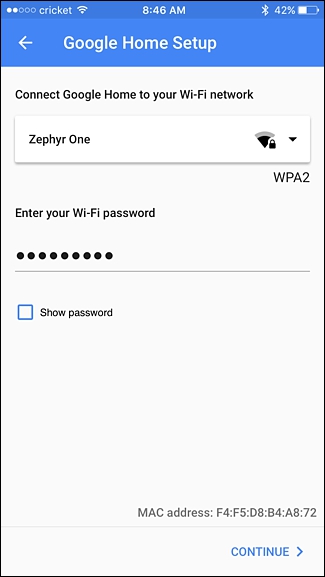 cricket 8:46 AM 42%
Google Home Setup
Connect Google Home to your Wi-Fi network
Zephyr One
WPA2
Enter your Wi-Fi password
●●●●●●●●●
Show password
MAC address: F4:F5:D8:B4:A8:72
CONTINUE